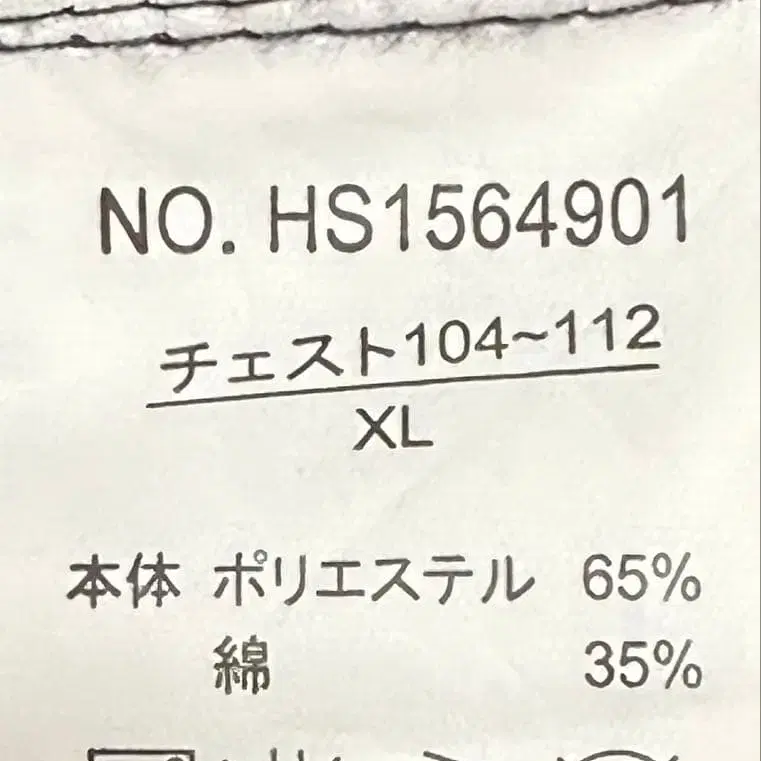 NO. HS1564901
チェスト104~112
XL
本体 ポリエステル 65%
綿 35%